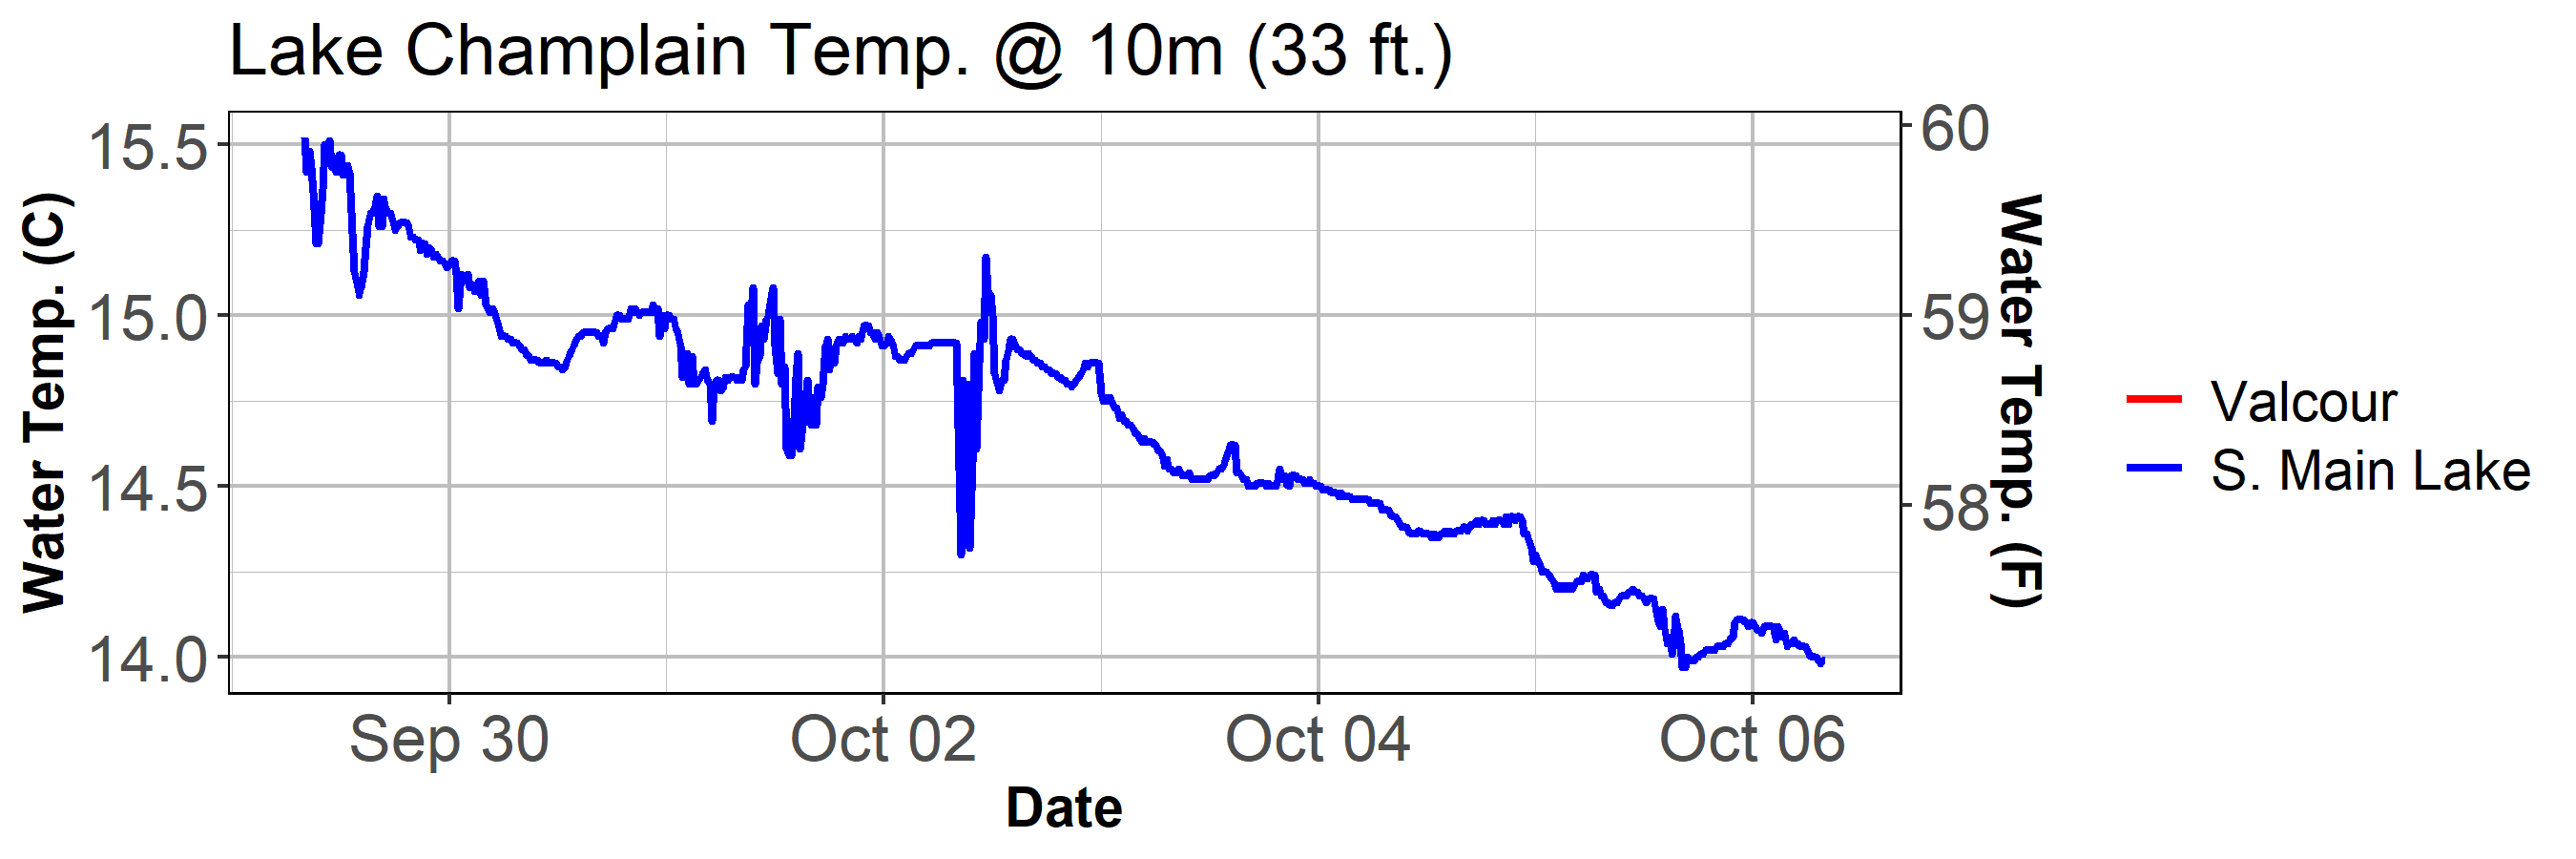 Lake Champlain Temp. @ 10m (33 ft.)
15.5
15.0
14.5
14.0
Water Temp. (C)
60
59
58
Water Temp. (F)
Sep 30
Oct 02
Oct 04
Oct 06
Date
Valcour
S. Main Lake